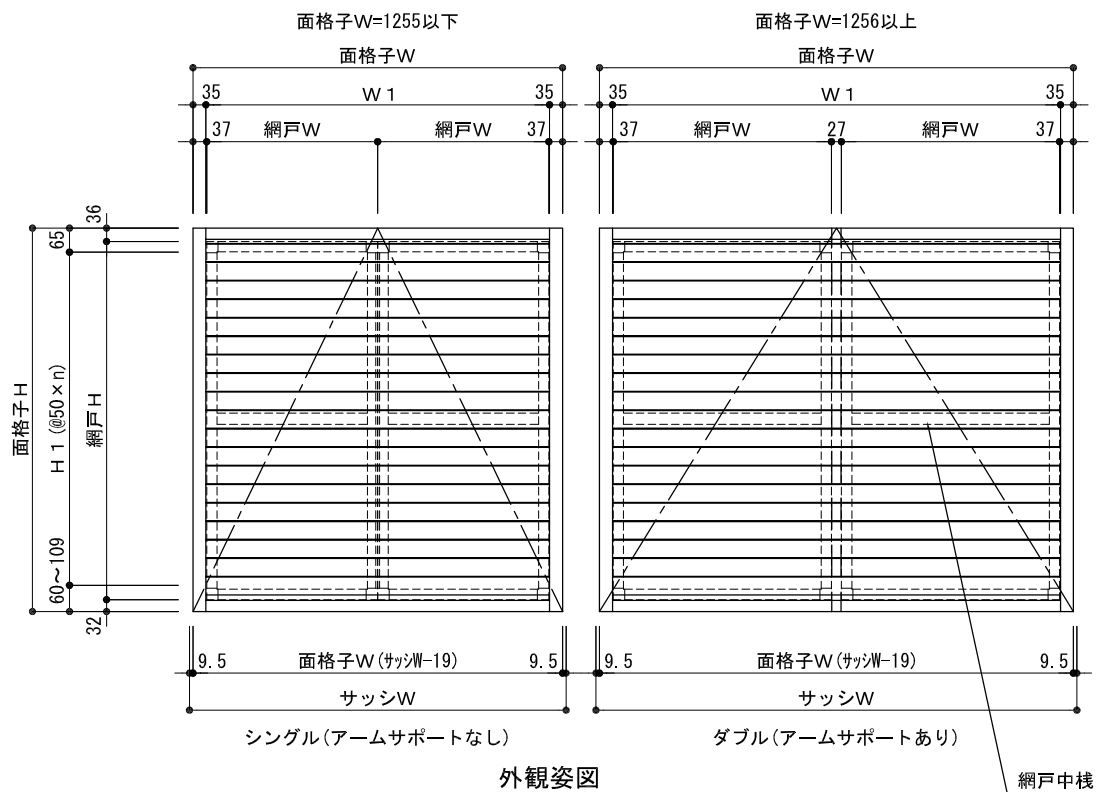 面格子W=1255以下 面格子W=1256以上
面格子W 面格子W
35 W1 35 35 W1 35
37 網戸W 網戸W 37 37 網戸W 27 網戸W 37
36
65
面格子H
H1(@50×n)
網戸H
60〜109
32
9.5 面格子W(サッシW-19) 9.5 9.5 面格子W(サッシW-19) 9.5
サッシW サッシW
シングル(アームサポートなし) ダブル(アームサポートあり)
外観姿図
網戸中桟